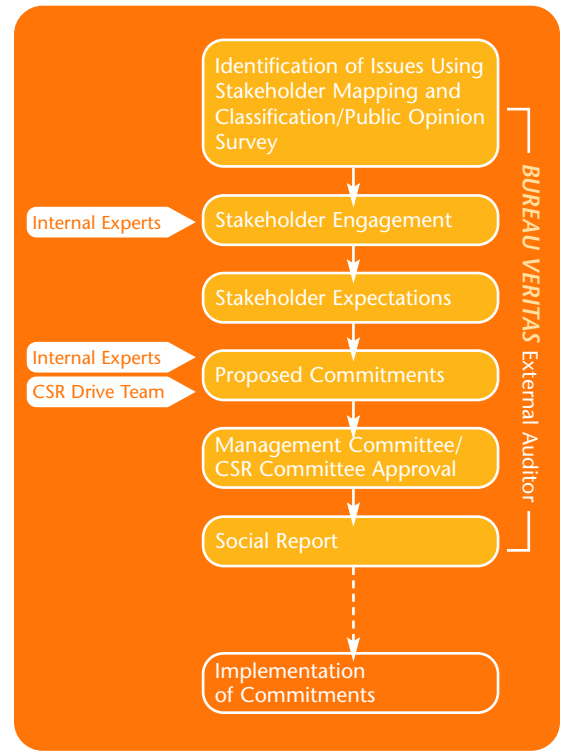 Identification of Issues Using
Stakeholder Mapping and
Classification/Public Opinion
Survey
Internal Experts
Stakeholder Engagement
Stakeholder Expectations
Internal Experts
CSR Drive Team
Proposed Commitments
Management Committee/
CSR Committee Approval
Social Report
Implementation
of Commitments
BUREAU VERITAS External Auditor